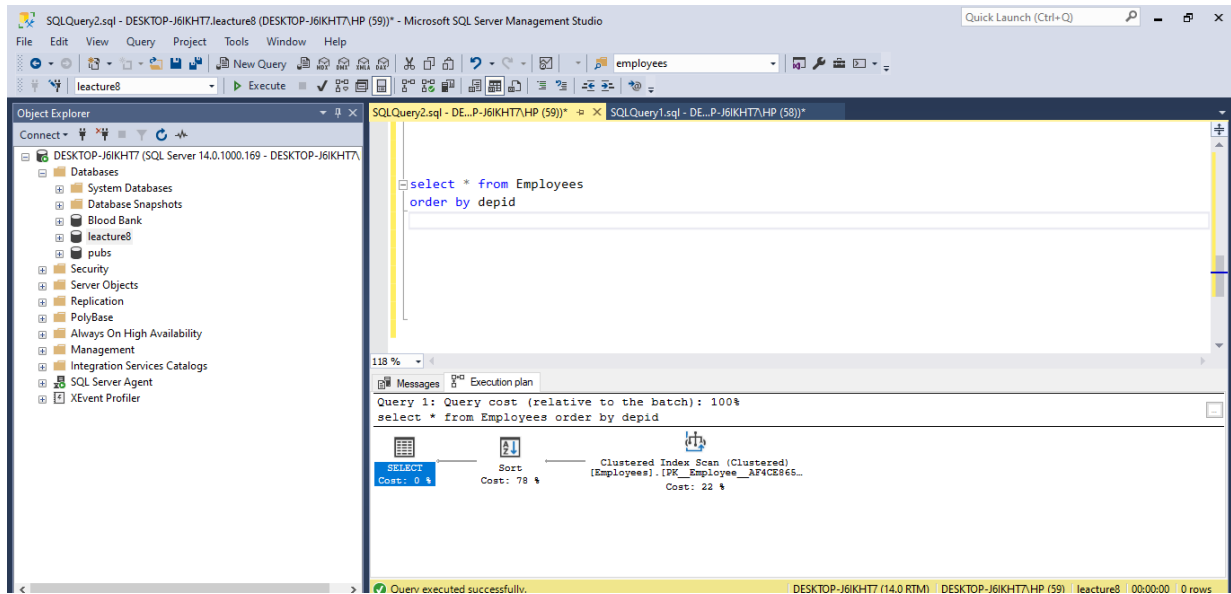 SQLQuery2.sql - DESKTOP-J6IKHT7.leacture8 (DESKTOP-J6IKHT7\HP (59))* - Microsoft SQL Server Management Studio
Quick Launch (Ctrl+Q)
File Edit View Query Project Tools Window Help
New Query
MDX DMX XMLA DAX
employees
leacture8
Execute
Object Explorer
Connect
DESKTOP-J6IKHT7 (SQL Server 14.0.1000.169 - DESKTOP-J6IKHT7\
Databases
System Databases
Database Snapshots
Blood Bank
leacture8
pubs
Security
Server Objects
Replication
PolyBase
Always On High Availability
Management
Integration Services Catalogs
SQL Server Agent
XEvent Profiler
SQLQuery2.sql - DE...P-J6IKHT7\HP (59))*
SQLQuery1.sql - DE...P-J6IKHT7\HP (58))*
select * from Employees
order by depid
118 %
Messages
Execution plan
Query 1: Query cost (relative to the batch): 100%
select * from Employees order by depid
SELECT
Cost: 0 %
Sort
Cost: 78 %
Clustered Index Scan (Clustered)
[Employees].[PK__Employee__AF4CE865…
Cost: 22 %
Query executed successfully.
DESKTOP-J6IKHT7 (14.0 RTM)
DESKTOP-J6IKHT7\HP (59)
leacture8
00:00:00
0 rows